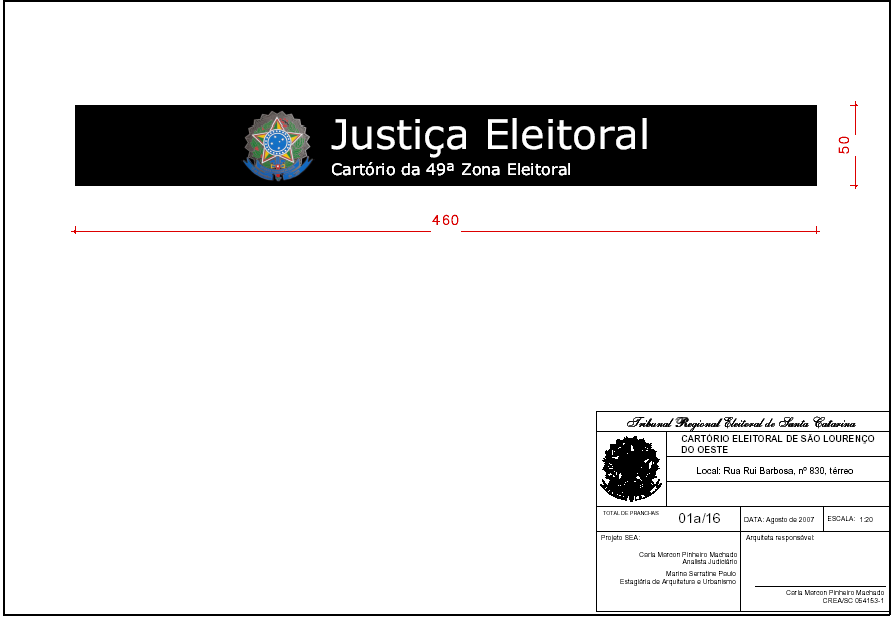 Justiça Eleitoral
Cartório da 49ª Zona Eleitoral
50
460
Tribunal Regional Eleitoral de Santa Catarina
CARTÓRIO ELEITORAL DE SÃO LOURENÇO
DO OESTE
Local: Rua Rui Barbosa, nº 830, térreo
TOTAL DE PRANCHAS
01a/16
DATA: Agosto de 2007
ESCALA: 1:20
Projeto SEA:
Carla Marcon Pinheiro Machado
Analista Judiciário
Marina Serratine Paulo
Estagiária de Arquitetura e Urbanismo
Arquiteta responsável:
Carla Marcon Pinheiro Machado
CREA/SC 054153-1